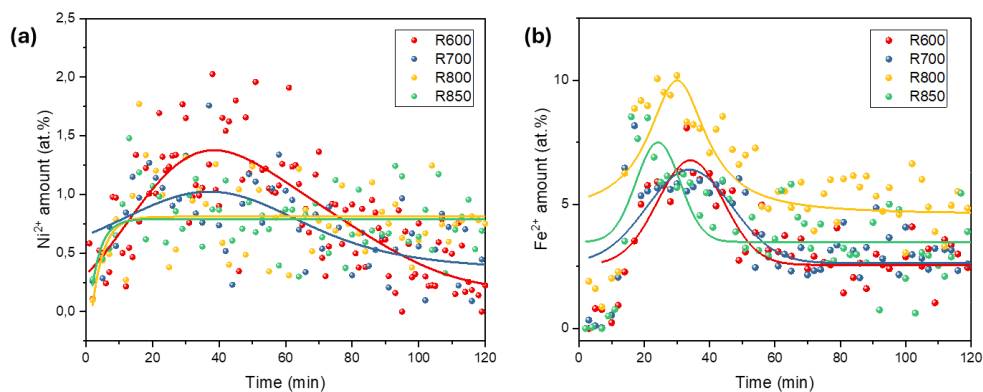 (a)
2,5
2,0
1,5
1,0
0,5
0,0
Ni²⁺ amount (at.%)
0
20
40
60
80
100
120
Time (min)
R600
R700
R800
R850
(b)
10
5
0
Fe²⁺ amount (at.%)
0
20
40
60
80
100
120
Time (min)
R600
R700
R800
R850